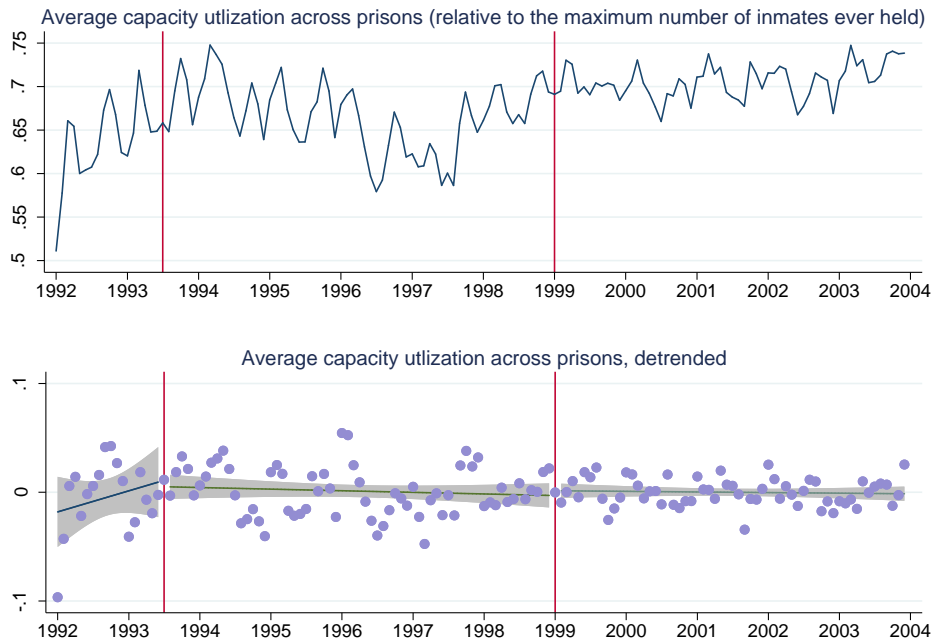 Average capacity utlization across prisons (relative to the maximum number of inmates ever held)
.75
.7
.65
.6
.55
.5
1992 1993 1994 1995 1996 1997 1998 1999 2000 2001 2002 2003 2004
Average capacity utlization across prisons, detrended
.1
0
-.1
1992 1993 1994 1995 1996 1997 1998 1999 2000 2001 2002 2003 2004